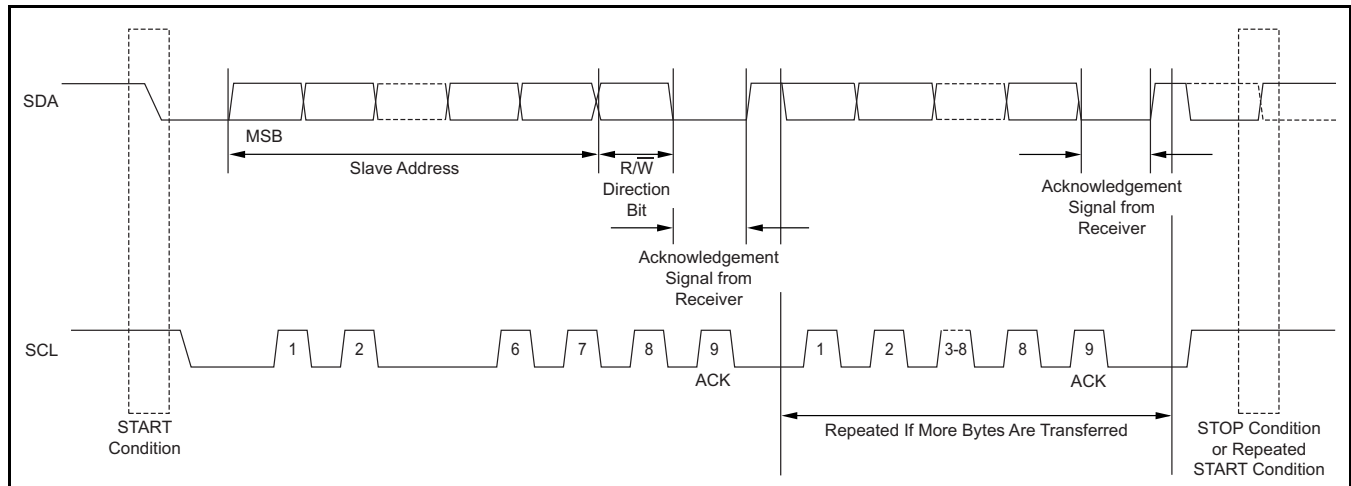 SDA
MSB
Slave Address
R/W̅
Direction
Bit
Acknowledgement
Signal from
Receiver
Acknowledgement
Signal from
Receiver
SCL
1
2
6
7
8
9
1
2
3-8
8
9
ACK
ACK
START
Condition
Repeated If More Bytes Are Transferred
STOP Condition
or Repeated
START Condition